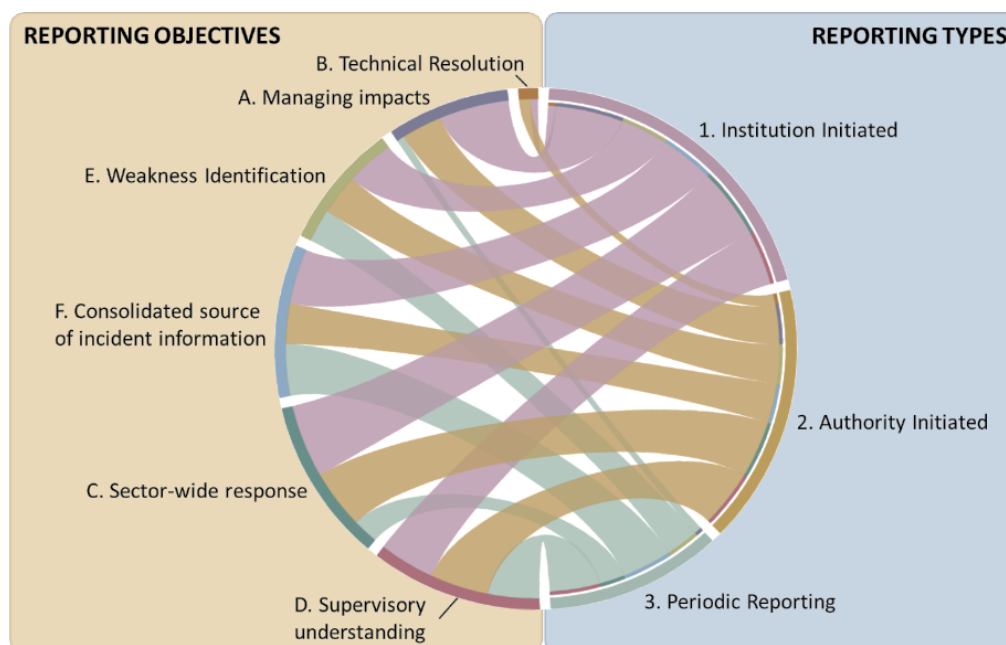 REPORTING OBJECTIVES
REPORTING TYPES
B. Technical Resolution
A. Managing impacts
1. Institution Initiated
E. Weakness Identification
F. Consolidated source
of incident information
2. Authority Initiated
C. Sector-wide response
3. Periodic Reporting
D. Supervisory
understanding